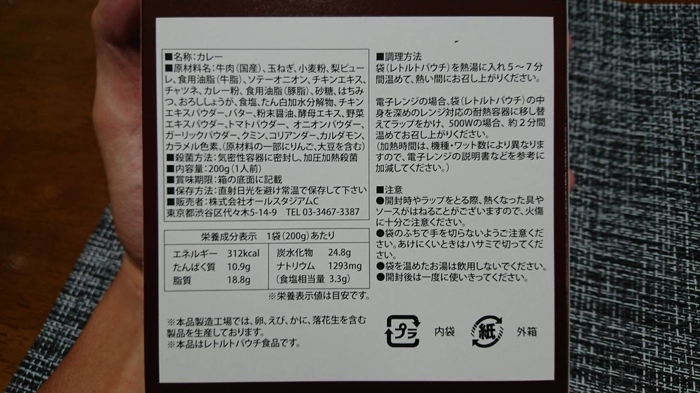 ■名称:カレー
■原材料名:牛肉(国産)、玉ねぎ、小麦粉、梨ピュー
レ、食用油脂(牛脂)、ソテーオニオン、チキンエキス、
チャツネ、カレー粉、食用油脂(豚脂)、砂糖、はちみ
つ、おろししょうが、食塩、たん白加水分解物、チキン
エキスパウダー、バター、粉末醤油、酵母エキス、野菜
エキスパウダー、トマトパウダー、オニオンパウダー、
ガーリックパウダー、クミン、コリアンダー、カルダモン、
カラメル色素、(原材料の一部にりんご、大豆を含む)
■殺菌方法:気密性容器に密封し、加圧加熱殺菌
■内容量:200g(1人前)
■賞味期限:箱の底面に記載
■保存方法:直射日光を避け常温で保存して下さい
■販売者:株式会社オールスタジアムC
東京都渋谷区代々木5-14-9 TEL 03-3467-3387
栄養成分表示 1袋(200g)あたり
エネルギー 312kcal 炭水化物 24.8g
たんぱく質 10.9g ナトリウム 1293mg
脂質 18.8g (食塩相当量 3.3g)
※栄養表示値は目安です。
※本品製造工場では、卵、えび、かに、落花生を含む
製品を生産しております。
※本品はレトルトパウチ食品です。
■調理方法
袋(レトルトパウチ)を熱湯に入れ5〜7分
間温めて、熱い間にお召し上がりください。
電子レンジの場合、袋(レトルトパウチ)の中
身を深めのレンジ対応の耐熱容器に移し替
えてラップをかけ、500Wの場合、約2分間
温めてお召し上がりください。
(加熱時間は、機種・ワット数により異なりま
すので、電子レンジの説明書などを参考に
加減してください。)
■注意
●開封時やラップをとる際、熱くなった具や
ソースがはねることがございますので、火傷
に十分ご注意ください。
●袋のふちで手を切らないようご注意くださ
い。あけにくいときはハサミで切ってくださ
い。
●袋を温めたお湯は飲用しないでください。
●開封後は一度に使いきってください。
プラ 内袋 紙 外箱